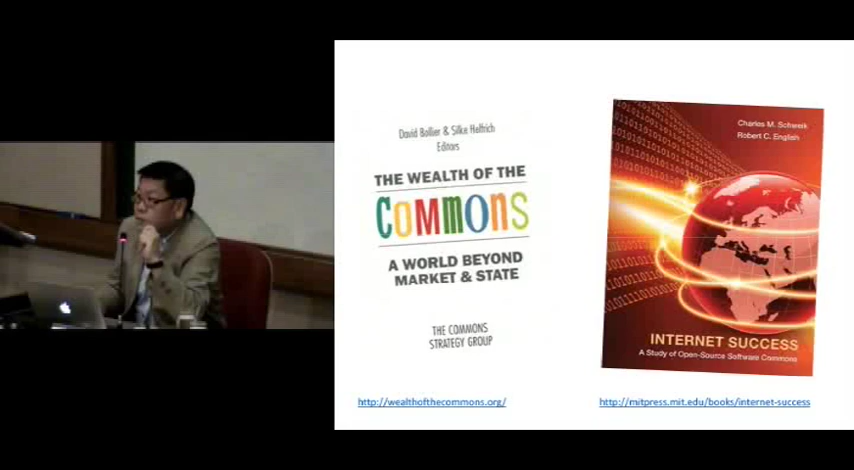 David Bollier & Silke Helfrich
Editors
THE WEALTH OF THE
COMMONS
A WORLD BEYOND
MARKET & STATE
THE COMMONS
STRATEGY GROUP
http://wealthofthecommons.org/
Charles M. Schweik
Robert C. English
INTERNET SUCCESS
A Study of Open-Source Software Commons
http://mitpress.mit.edu/books/internet-success